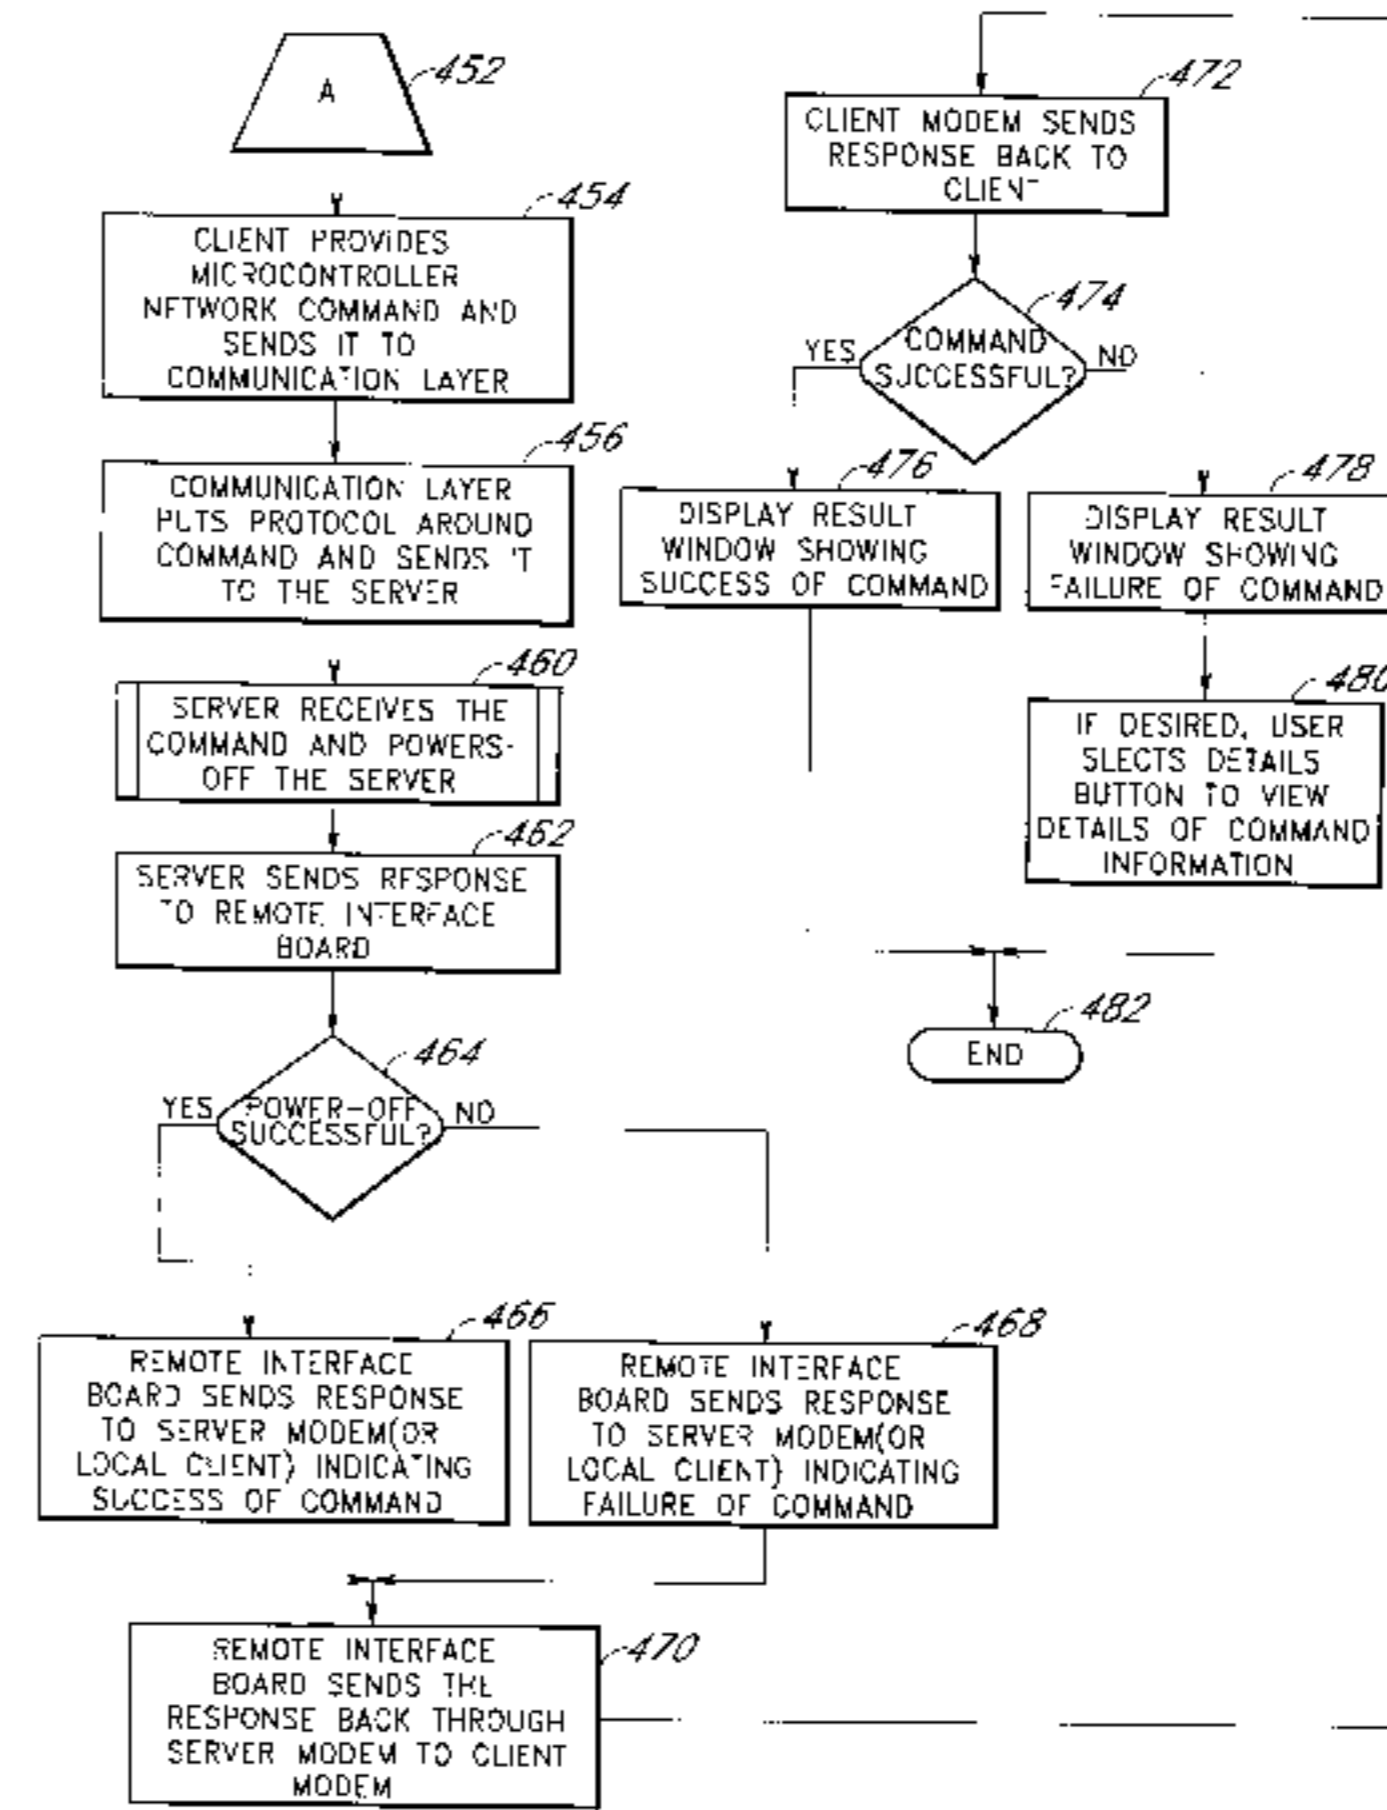 A
452
454
CLIENT PROVIDES
MICROCONTROLLER
NETWORK COMMAND AND
SENDS IT TO
COMMUNICATION LAYER
456
COMMUNICATION LAYER
PUTS PROTOCOL AROUND
COMMAND AND SENDS IT
TO THE SERVER
460
SERVER RECEIVES THE
COMMAND AND POWERS-
OFF THE SERVER
462
SERVER SENDS RESPONSE
TO REMOTE INTERFACE
BOARD
464
YES
POWER-OFF
SUCCESSFUL?
NO
466
REMOTE INTERFACE
BOARD SENDS RESPONSE
TO SERVER MODEM(OR
LOCAL CLIENT) INDICATING
SUCCESS OF COMMAND
468
REMOTE INTERFACE
BOARD SENDS RESPONSE
TO SERVER MODEM(OR
LOCAL CLIENT) INDICATING
FAILURE OF COMMAND
470
REMOTE INTERFACE
BOARD SENDS THE
RESPONSE BACK THROUGH
SERVER MODEM TO CLIENT
MODEM
472
CLIENT MODEM SENDS
RESPONSE BACK TO
CLIENT
474
YES
COMMAND
SUCCESSFUL?
NO
476
DISPLAY RESULT
WINDOW SHOWING
SUCCESS OF COMMAND
478
DISPLAY RESULT
WINDOW SHOWING
FAILURE OF COMMAND
480
IF DESIRED, USER
SLECTS DETAILS
BUTTON TO VIEW
DETAILS OF COMMAND
INFORMATION
482
END